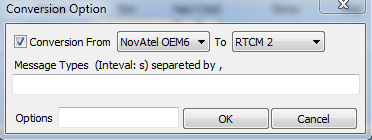 Conversion Option
Conversion From NovAtel OEM6 To RTCM 2
Message Types (Inteval: s) separeted by ,
Options OK Cancel